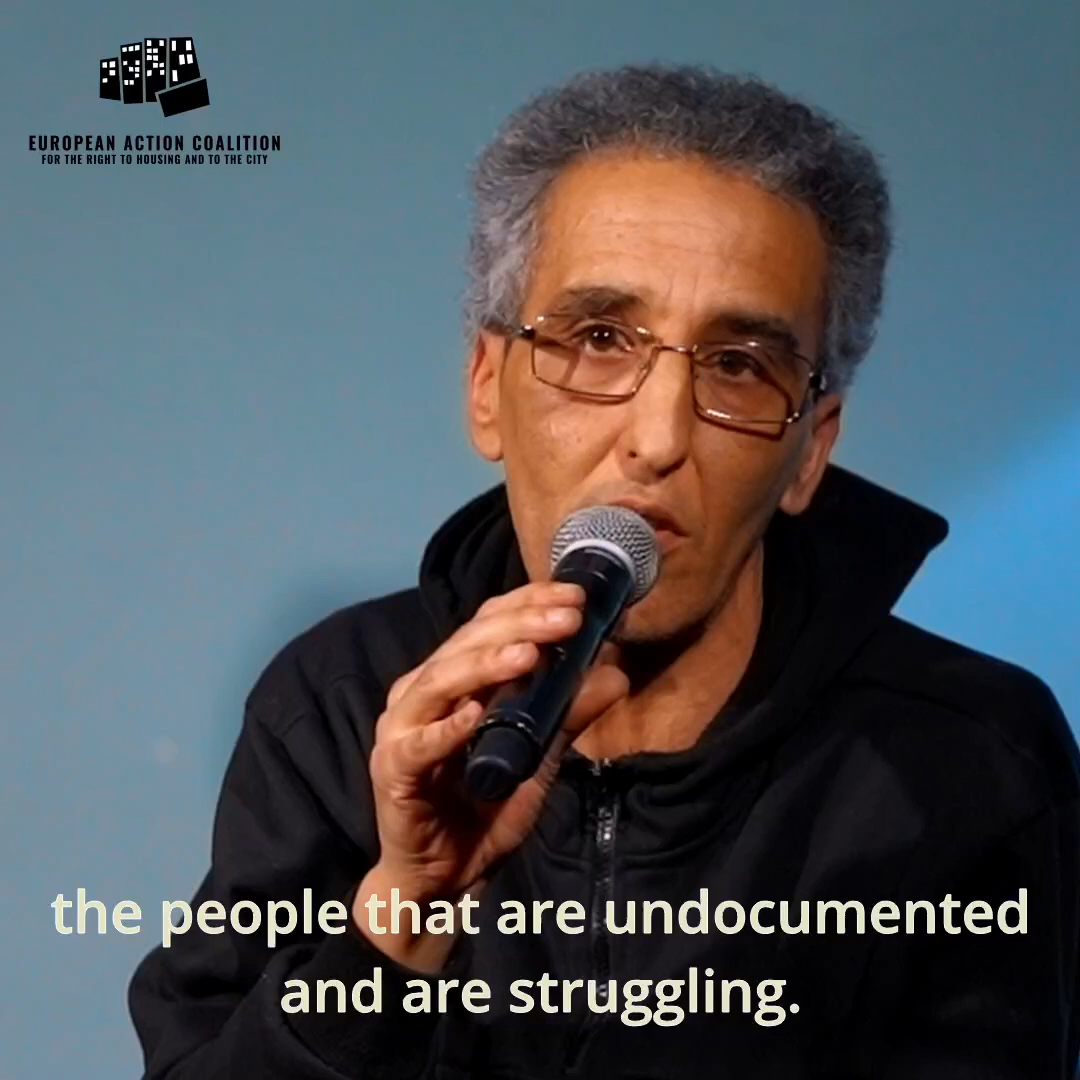 EUROPEAN ACTION COALITION
FOR THE RIGHT TO HOUSING AND TO THE CITY
the people that are undocumented
and are struggling.